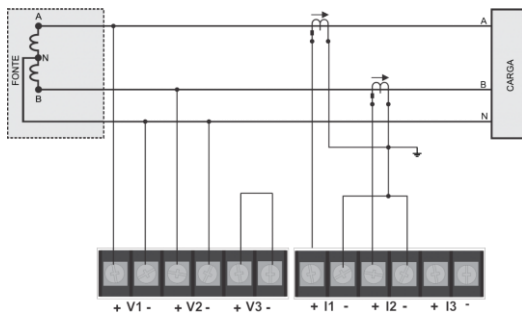 A
N
B
FONTE
A
B
N
CARGA
+ V1 - + V2 - + V3 -
+ I1 - + I2 - + I3 -